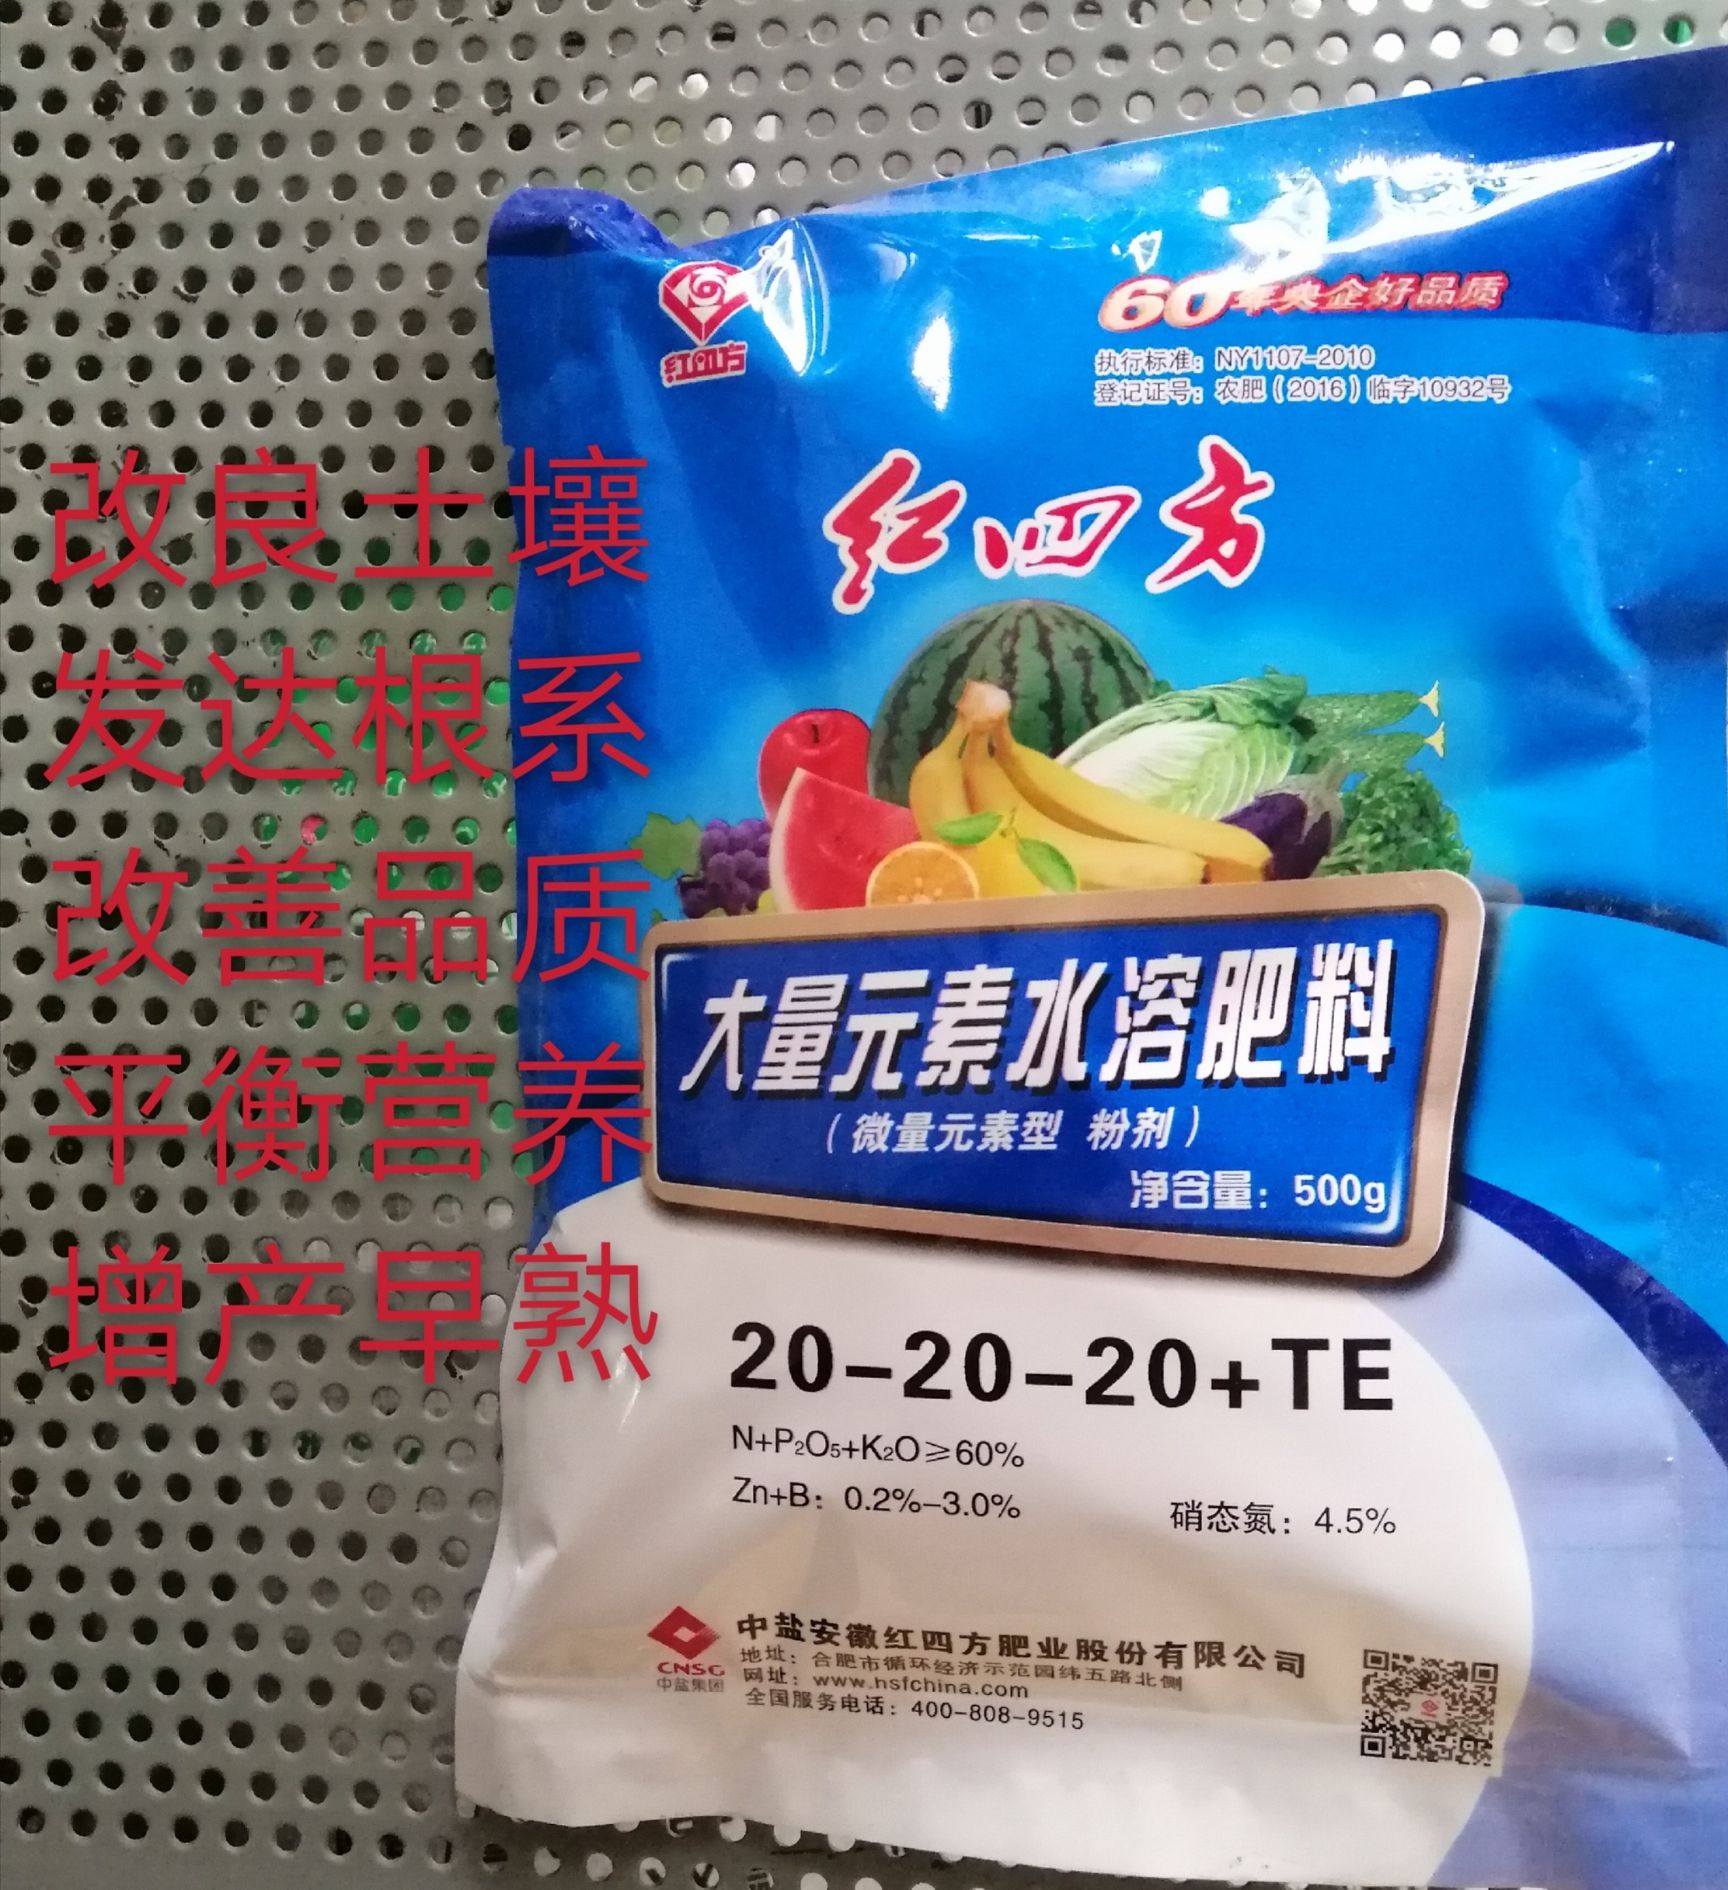 红四方
60年央企好品质
执行标准：NY1107-2010
登记证号：农肥（2016）临字10932号
红四方
改良土壤
发达根系
改善品质
平衡营养
增产早熟
大量元素水溶肥料
（微量元素型 粉剂）
净含量：500g
20-20-20+TE
N+P₂O₅+K₂O≥60%
Zn+B：0.2%-3.0% 硝态氮：4.5%
CNSG
中盐集团
中盐安徽红四方肥业股份有限公司
地址：合肥市循环经济示范园纬五路北侧
网址：www.hsfchina.com
全国服务电话：400-808-9515